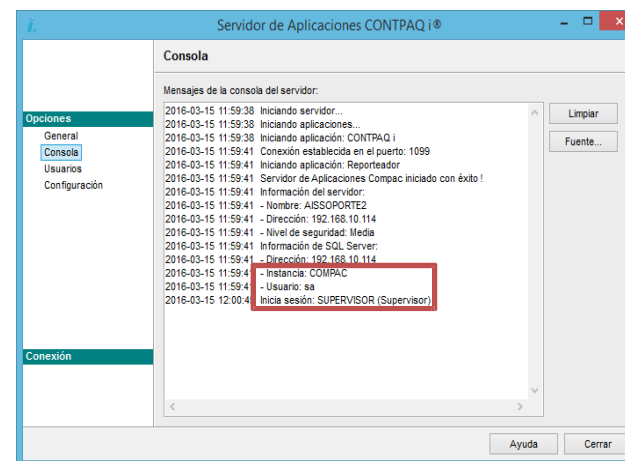 i.
Servidor de Aplicaciones CONTPAQ i®
Consola
Mensajes de la consola del servidor:
Opciones
General
Consola
Usuarios
Configuración
2016-03-15 11:59:38 Iniciando servidor...
2016-03-15 11:59:38 Iniciando aplicaciones...
2016-03-15 11:59:38 Iniciando aplicación: CONTPAQ i
2016-03-15 11:59:41 Conexión establecida en el puerto: 1099
2016-03-15 11:59:41 Iniciando aplicación: Reporteador
2016-03-15 11:59:41 Servidor de Aplicaciones Compac iniciado con éxito !
2016-03-15 11:59:41 Información del servidor:
2016-03-15 11:59:41 - Nombre: AISSOPORTE2
2016-03-15 11:59:41 - Dirección: 192.168.10.114
2016-03-15 11:59:41 - Nivel de seguridad: Media
2016-03-15 11:59:41 Información de SQL Server:
2016-03-15 11:59:41 - Dirección: 192.168.10.114
2016-03-15 11:59:41 - Instancia: COMPAC
2016-03-15 11:59:41 - Usuario: sa
2016-03-15 12:00:45 Inicia sesión: SUPERVISOR (Supervisor)
Limpiar
Fuente...
Conexión
Ayuda
Cerrar